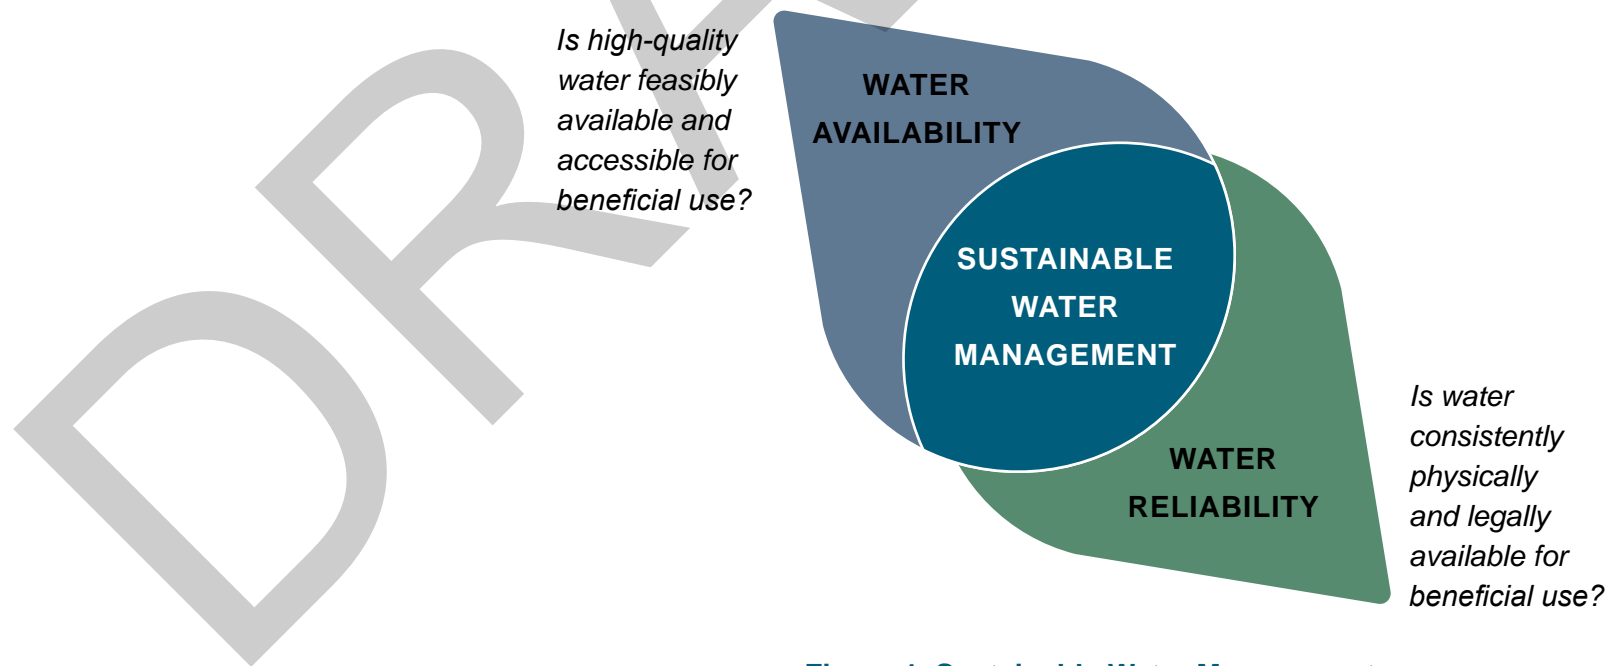 Is high-quality
water feasibly
available and
accessible for
beneficial use?
WATER
AVAILABILITY
SUSTAINABLE
WATER
MANAGEMENT
WATER
RELIABILITY
Is water
consistently
physically
and legally
available for
beneficial use?